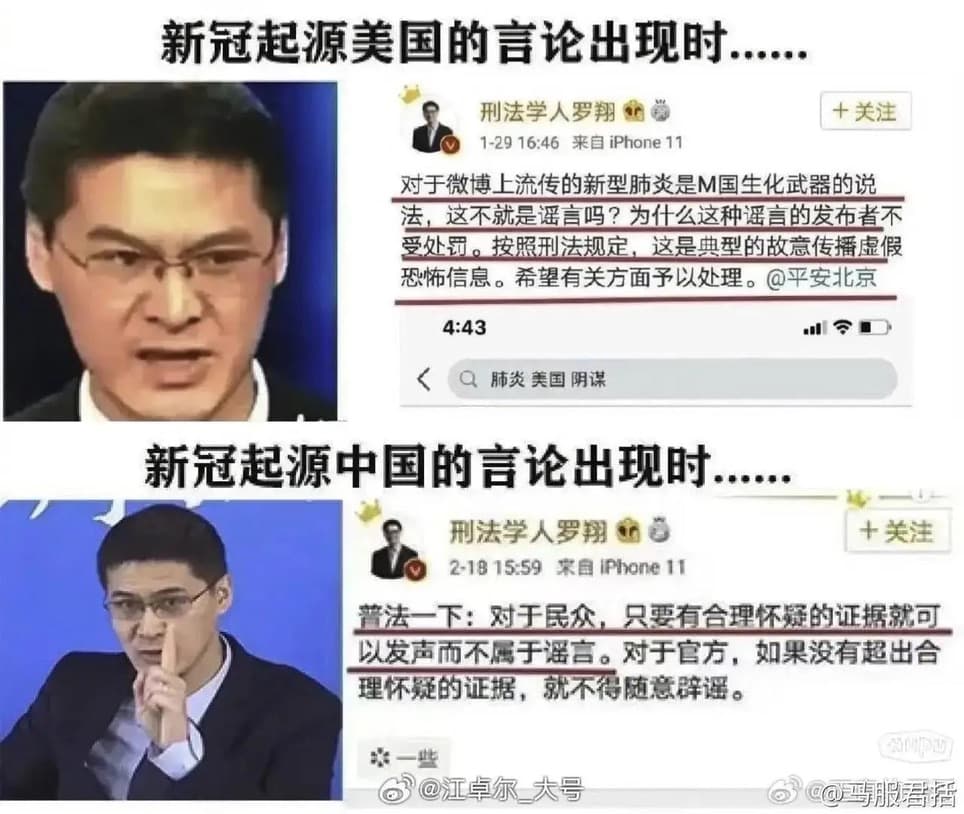 新冠起源美国的言论出现时......
刑法学人罗翔
+关注
1-29 16:46 来自 iPhone 11
对于微博上流传的新型肺炎是M国生化武器的说
法，这不就是谣言吗？为什么这种谣言的发布者不
受处罚。按照刑法规定，这是典型的故意传播虚假
恐怖信息。希望有关方面予以处理。@平安北京
4:43
肺炎 美国 阴谋
新冠起源中国的言论出现时......
刑法学人罗翔
+关注
2-18 15:59 来自 iPhone 11
普法一下：对于民众，只要有合理怀疑的证据就可
以发声而不属于谣言。对于官方，如果没有超出合
理怀疑的证据，就不得随意辟谣。
一些
@江卓尔_大号
@马服君括